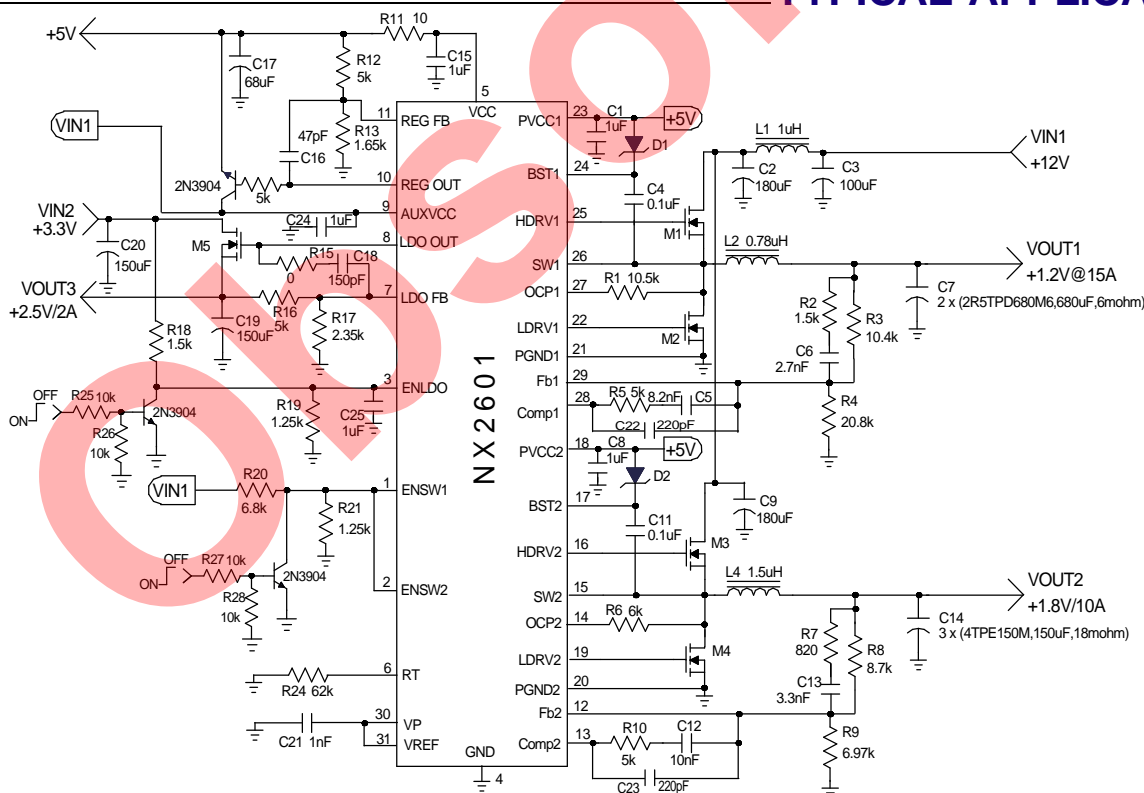 TYPICAL APPLICA
+5V
R11 10
C17
68uF
R12
5k
C15
1uF
5
VCC
VIN1
47pF
C16
R13
1.65k
11 REG FB
2N3904
5k
10 REG OUT
9 AUXVCC
VIN2
+3.3V
C24 1uF
8 LDO OUT
C20
150uF
M5
R15
0
C18
150pF
VOUT3
+2.5V/2A
7 LDO FB
R16
5k
C19
150uF
R17
2.35k
R18
1.5k
3 ENLDO
OFF
ON
R25 10k
2N3904
R26
10k
R19
1.25k
C25
1uF
VIN1
R20
6.8k
1 ENSW1
R21
1.25k
OFF
ON
R27 10k
2N3904
R28
10k
2 ENSW2
6 RT
R24 62k
30 VP
31 VREF
C21 1nF
GND
4
NX2601
PVCC1 23
C1
1uF
+5V
D1
BST1 24
C4
0.1uF
L1 1uH
VIN1
+12V
C2
180uF
C3
100uF
HDRV1 25
M1
SW1 26
L2 0.78uH
VOUT1
+1.2V@15A
OCP1 27
R1 10.5k
C7
2 x (2R5TPD680M6,680uF,6mohm)
LDRV1 22
M2
R2
1.5k
R3
10.4k
PGND1 21
C6
2.7nF
Fb1 29
Comp1 28
R5 5k
8.2nF C5
C22 220pF
R4
20.8k
PVCC2 18
C8
1uF
+5V
D2
BST2 17
C11
0.1uF
C9
180uF
HDRV2 16
M3
SW2 15
L4 1.5uH
VOUT2
+1.8V/10A
OCP2 14
R6 6k
C14
3 x (4TPE150M,150uF,18mohm)
LDRV2 19
M4
R7
820
R8
8.7k
PGND2 20
C13
3.3nF
Fb2 12
Comp2 13
R10
5k
C12
10nF
C23 220pF
R9
6.97k